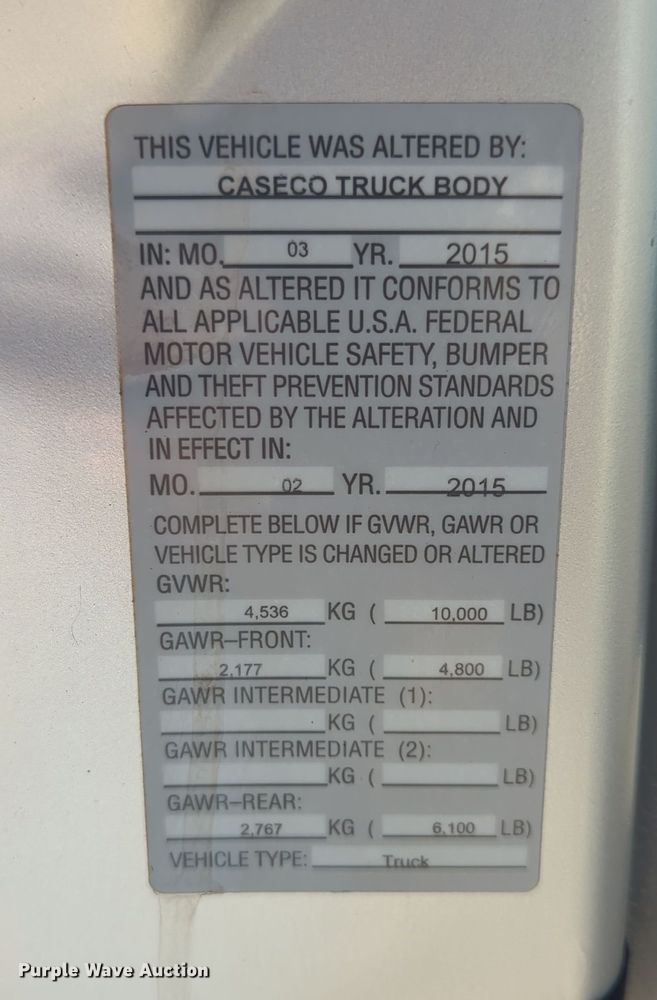 THIS VEHICLE WAS ALTERED BY:
CASECO TRUCK BODY
IN: MO. 03 YR. 2015
AND AS ALTERED IT CONFORMS TO
ALL APPLICABLE U.S.A. FEDERAL
MOTOR VEHICLE SAFETY, BUMPER
AND THEFT PREVENTION STANDARDS
AFFECTED BY THE ALTERATION AND
IN EFFECT IN:
MO. 02 YR. 2015
COMPLETE BELOW IF GVWR, GAWR OR
VEHICLE TYPE IS CHANGED OR ALTERED
GVWR:
4,536 KG ( 10,000 LB)
GAWR–FRONT:
2,177 KG ( 4,800 LB)
GAWR INTERMEDIATE (1):
KG ( LB)
GAWR INTERMEDIATE (2):
KG ( LB)
GAWR–REAR:
2,767 KG ( 6,100 LB)
VEHICLE TYPE: Truck
Purple Wave Auction